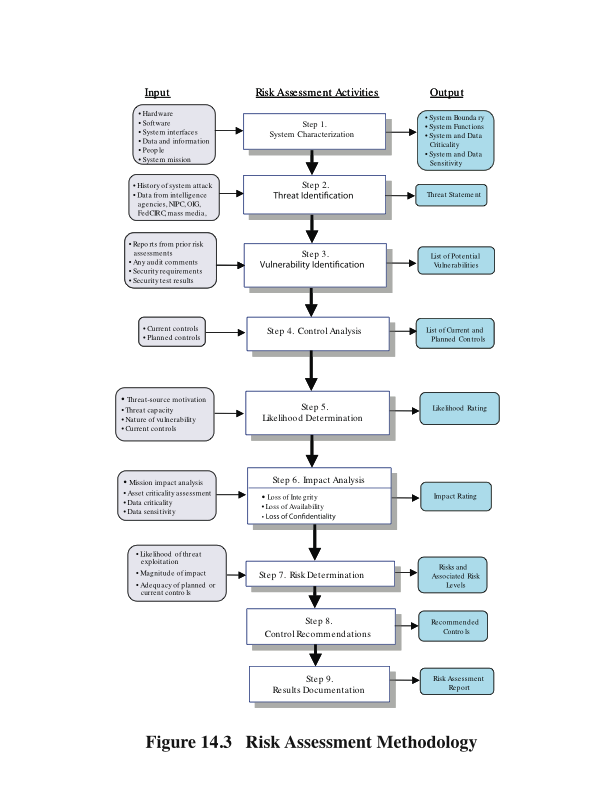 Input
Risk Assessment Activities
Output
• Hardware
• Software
• System interfaces
• Data and information
• People
• System mission
Step 1.
System Characterization
• System Boundary
• System Functions
• System and Data
Criticality
• System and Data
Sensitivity
• History of system attack
• Data from intelligence
agencies, NIPC, OIG,
FedCIRC, mass media,
Step 2.
Threat Identification
Threat Statement
• Reports from prior risk
assessments
• Any audit comments
• Security requirements
• Security test results
Step 3.
Vulnerability Identification
List of Potential
Vulnerabilities
• Current controls
• Planned controls
Step 4. Control Analysis
List of Current and
Planned Controls
• Threat-source motivation
• Threat capacity
• Nature of vulnerability
• Current controls
Step 5.
Likelihood Determination
Likelihood Rating
• Mission impact analysis
• Asset criticality assessment
• Data criticality
• Data sensitivity
Step 6. Impact Analysis
• Loss of Integrity
• Loss of Availability
• Loss of Confidentiality
Impact Rating
• Likelihood of threat
exploitation
• Magnitude of impact
• Adequacy of planned or
current controls
Step 7. Risk Determination
Risks and
Associated Risk
Levels
Step 8.
Control Recommendations
Recommended
Controls
Step 9.
Results Documentation
Risk Assessment
Report
Figure 14.3 Risk Assessment Methodology